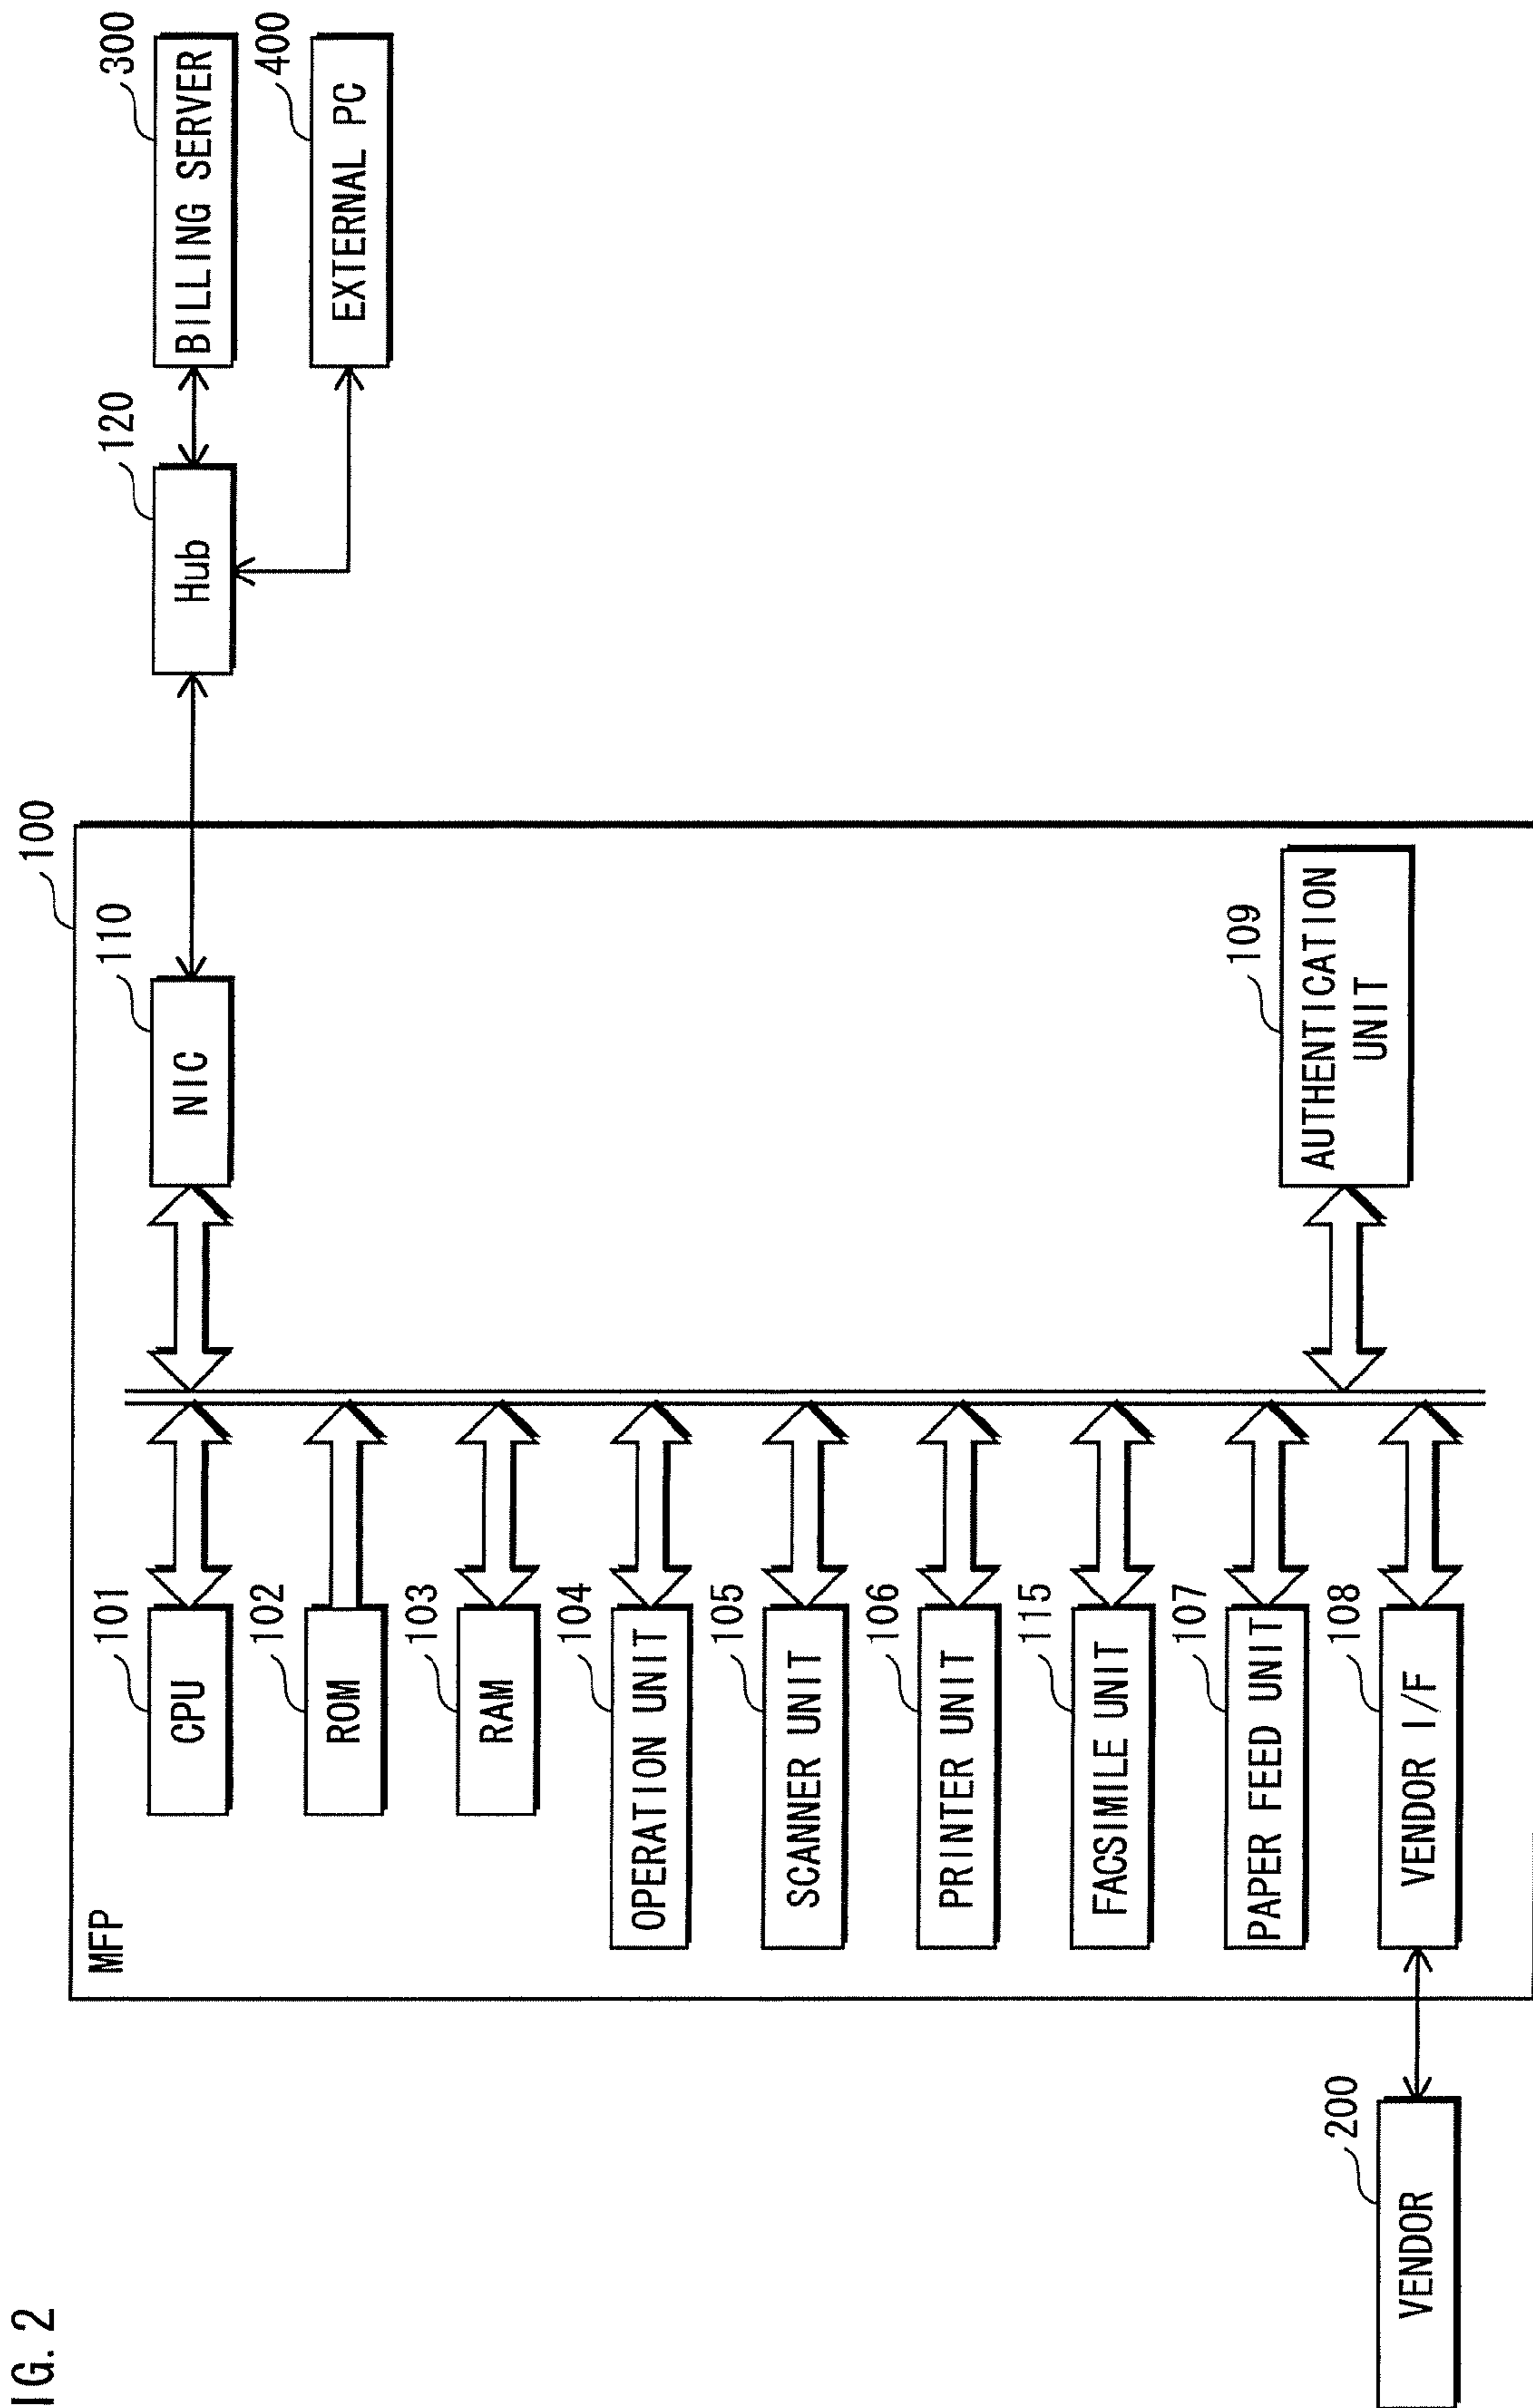 IG. 2
100
MFP
101
CPU
102
ROM
103
RAM
104
OPERATION UNIT
105
SCANNER UNIT
106
PRINTER UNIT
115
FACSIMILE UNIT
107
PAPER FEED UNIT
108
VENDOR I/F
200
VENDOR
110
NIC
109
AUTHENTICATION
UNIT
120
Hub
300
BILLING SERVER
400
EXTERNAL PC